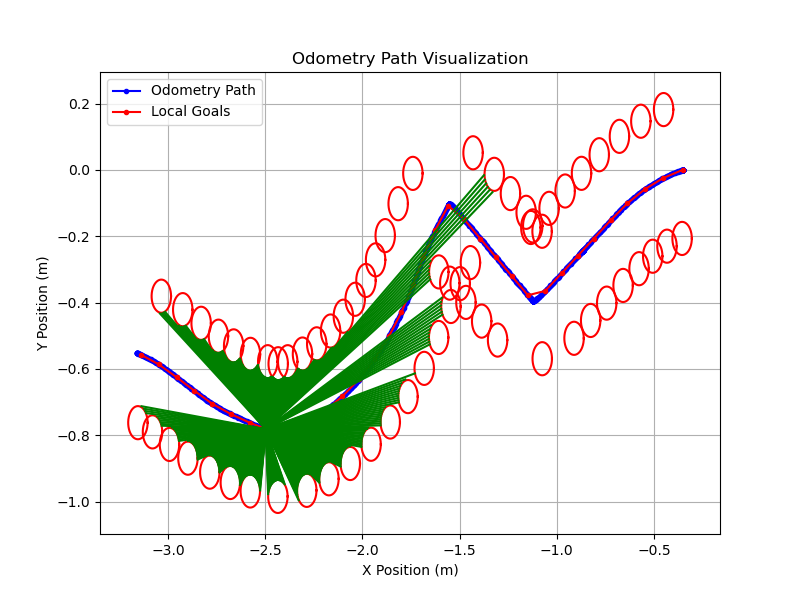 Odometry Path Visualization
Odometry Path
Local Goals
Y Position (m)
0.2
0.0
−0.2
−0.4
−0.6
−0.8
−1.0
−3.0 −2.5 −2.0 −1.5 −1.0 −0.5
X Position (m)